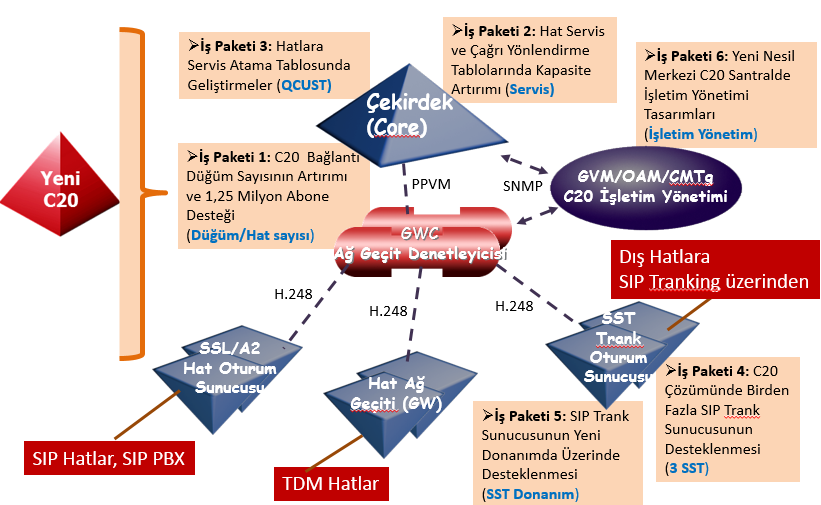 ➢İş Paketi 3: Hatlara
Servis Atama Tablosunda
Geliştirmeler (QCUST)
➢İş Paketi 2: Hat Servis
ve Çağrı Yönlendirme
Tablolarında Kapasite
Artırımı (Servis)
➢İş Paketi 6: Yeni Nesil
Merkezi C20 Santralde
İşletim Yönetimi
Tasarımları
(İşletim Yönetim)
Çekirdek
(Core)
Yeni
C20
➢İş Paketi 1: C20 Bağlantı
Düğüm Sayısının Artırımı
ve 1,25 Milyon Abone
Desteği
(Düğüm/Hat sayısı)
PPVM
SNMP
GVM/OAM/CMTg
C20 İşletim Yönetimi
GWC
Ağ Geçit Denetleyicisi
Dış Hatlara
SIP Tranking üzerinden
H.248
H.248
H.248
SSL/A2
Hat Oturum
Sunucusu
Hat Ağ
Geçiti (GW)
SST
Trank
Oturum
Sunucusu
➢İş Paketi 4: C20
Çözümünde Birden
Fazla SIP Trank
Sunucusunun
Desteklenmesi
(3 SST)
➢İş Paketi 5: SIP Trank
Sunucusunun Yeni
Donanımda Üzerinde
Desteklenmesi
(SST Donanım)
SIP Hatlar, SIP PBX
TDM Hatlar